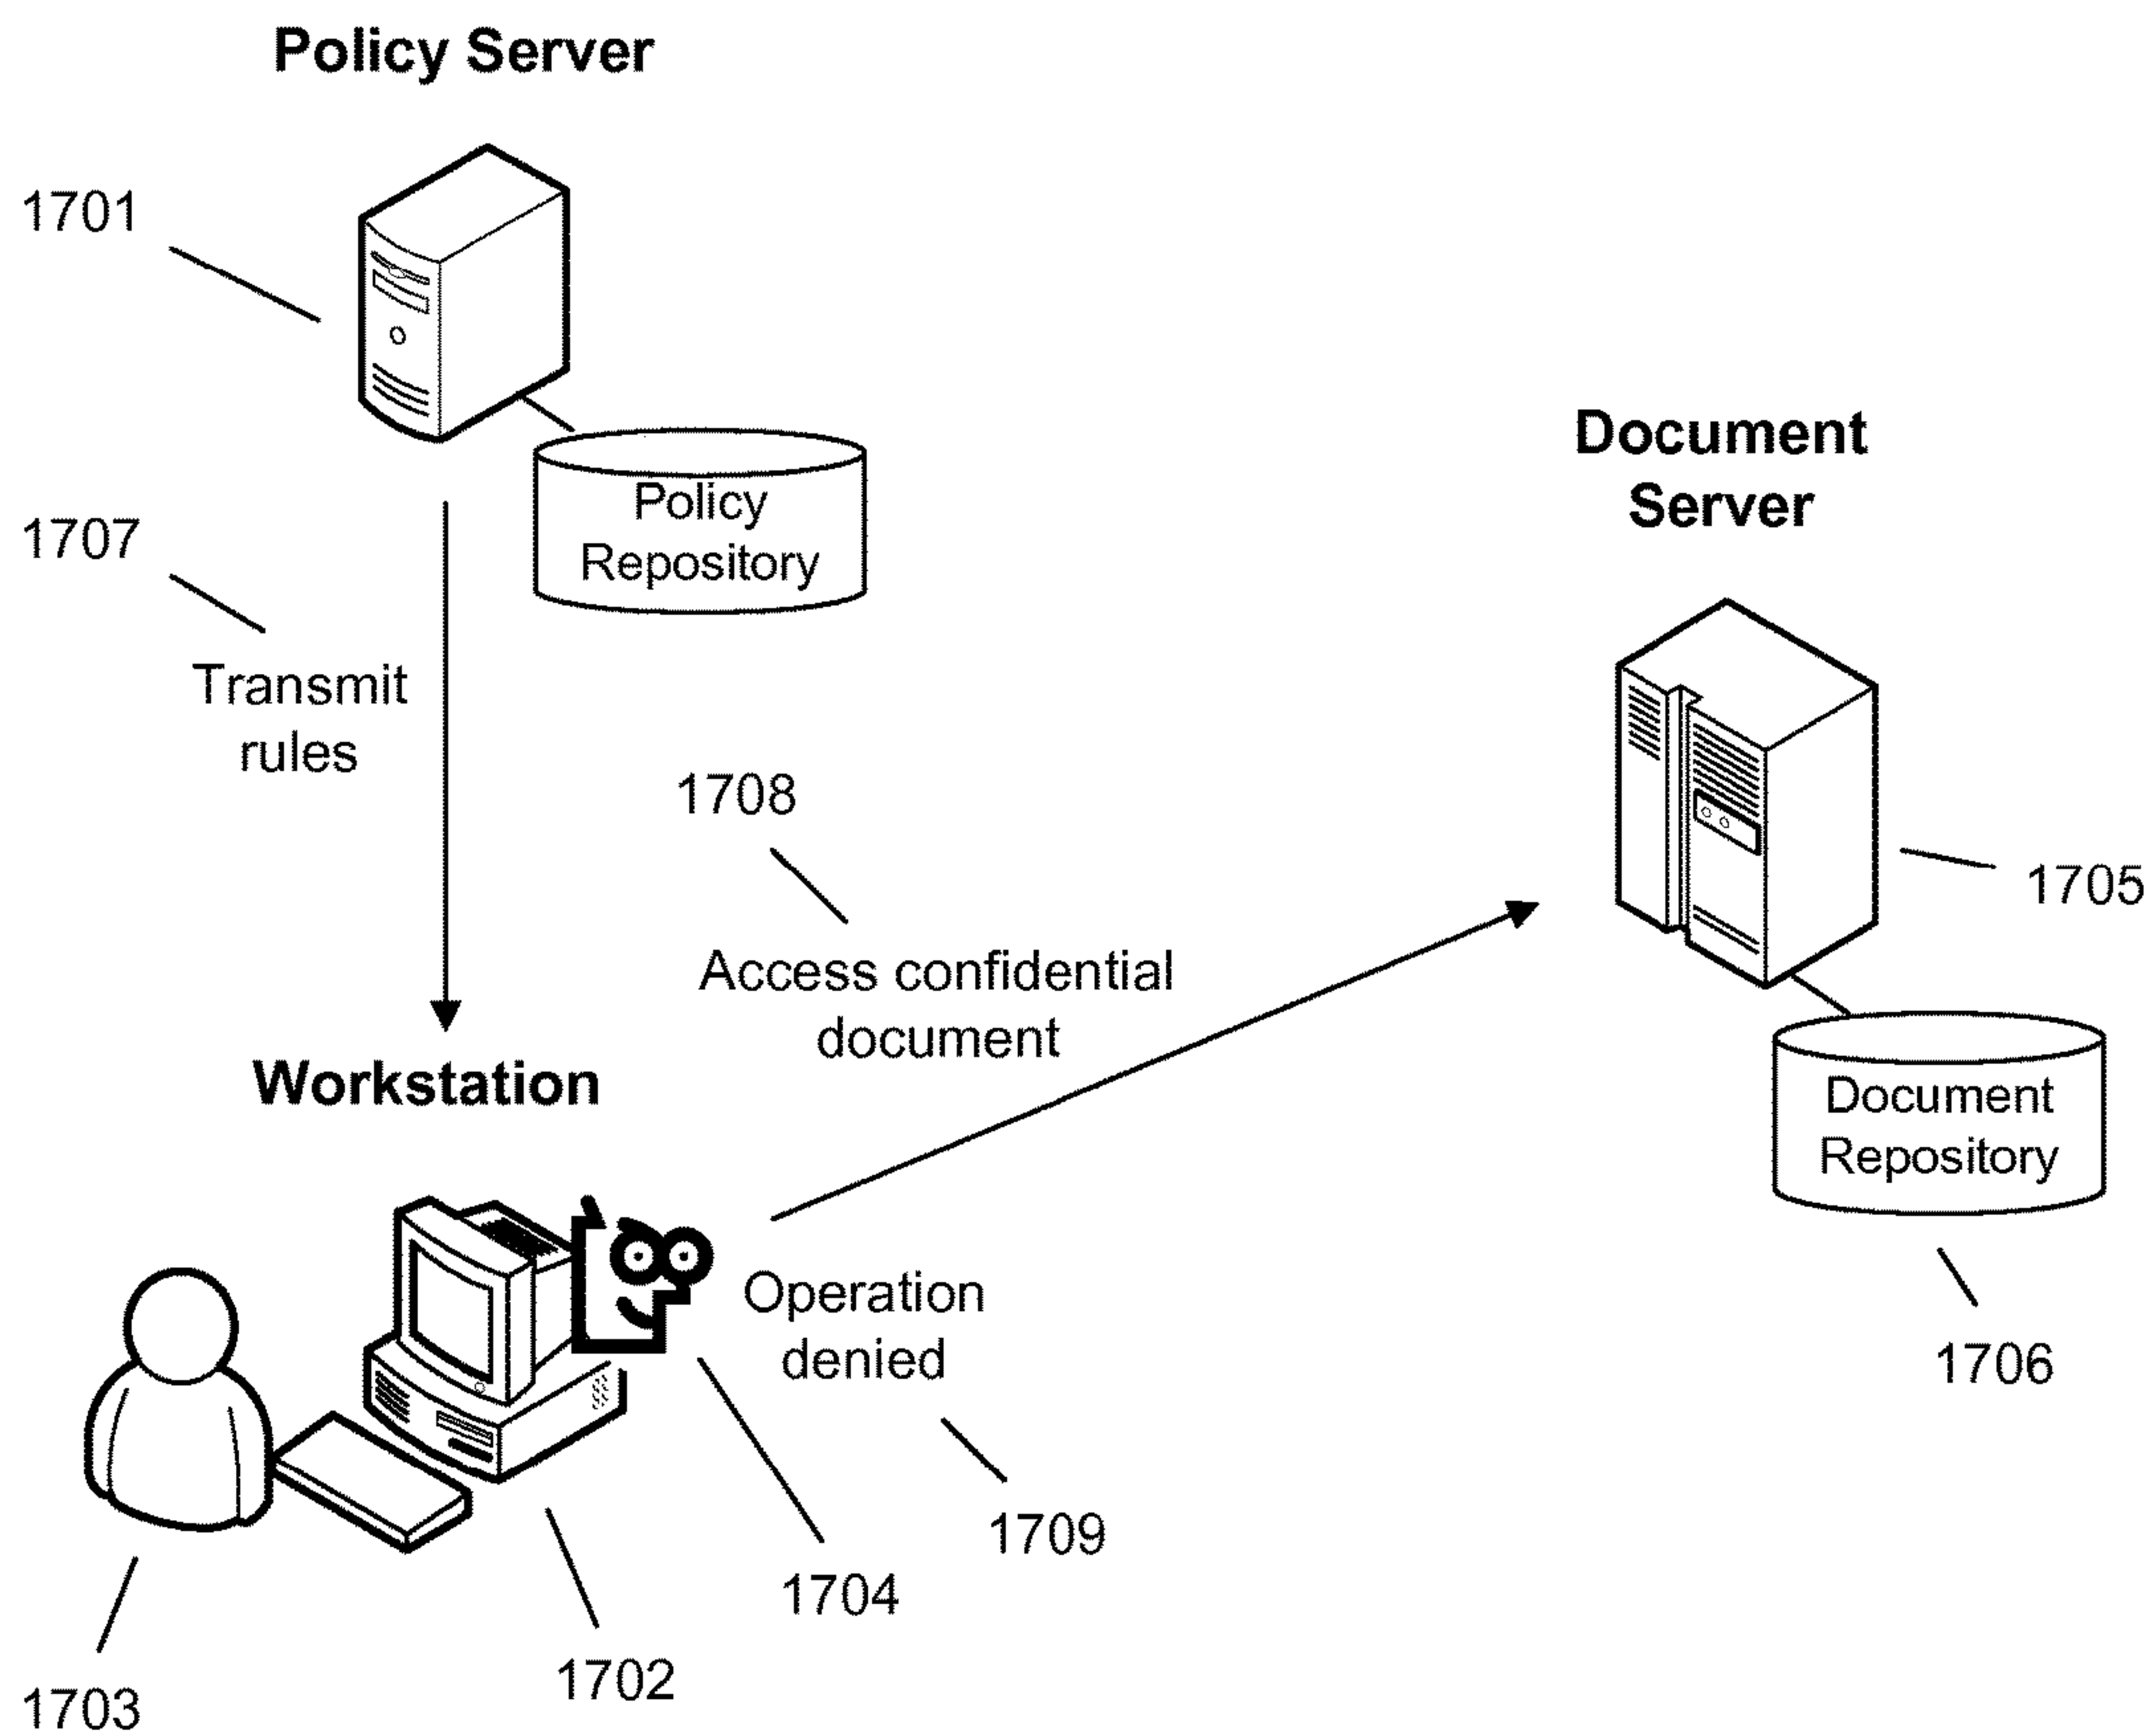 Policy Server
1701
Policy
Repository
1707
Transmit
rules
Document
Server
1708
1705
Access confidential
document
Workstation
Document
Repository
Operation
denied
1706
1709
1704
1702
1703